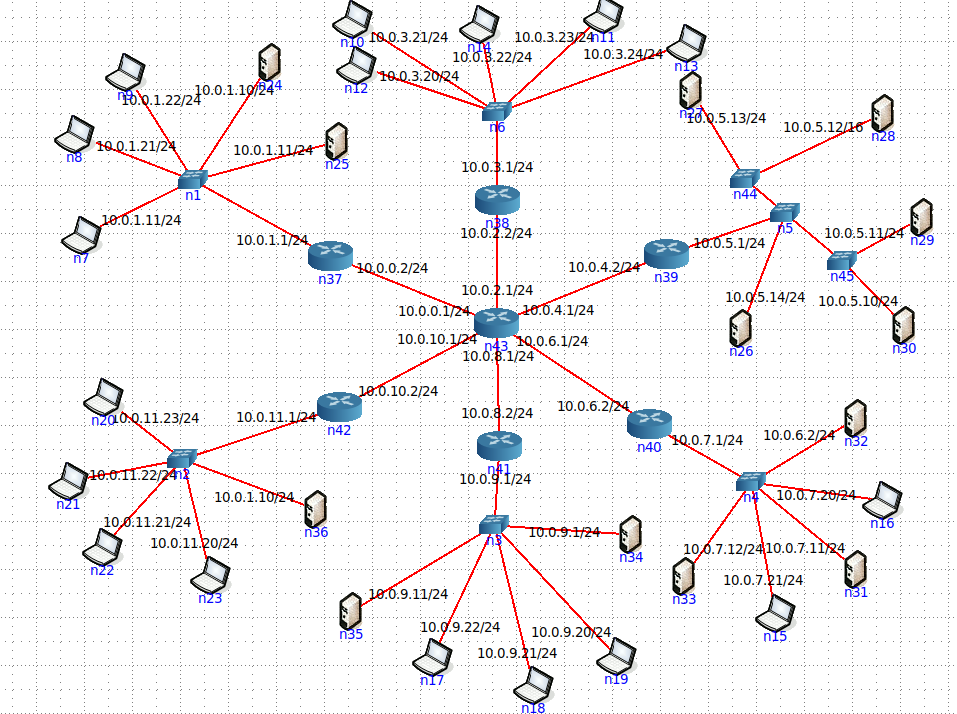 n10
10.0.3.21/24
n14
10.0.3.23/24
n11
10.0.3.22/24
10.0.3.24/24
n13
n12
10.0.3.20/24
n9
10.0.1.22/24
10.0.1.10/24
n24
n27
10.0.5.13/24
10.0.5.12/16
n28
n6
n8
10.0.1.21/24
10.0.1.11/24
n25
10.0.3.1/24
n1
n44
10.0.1.11/24
n7
n38
n5
10.0.2.2/24
10.0.5.11/24
n29
10.0.1.1/24
10.0.5.1/24
n37
10.0.0.2/24
10.0.4.2/24
n39
n45
10.0.2.1/24
10.0.5.14/24
10.0.5.10/24
10.0.0.1/24
10.0.4.1/24
n26
n30
n43
10.0.10.1/24
10.0.6.1/24
10.0.8.1/24
10.0.10.2/24
n20
10.0.11.23/24
10.0.11.1/24
n42
10.0.8.2/24
10.0.6.2/24
n40
10.0.7.1/24
10.0.6.2/24
n32
n41
10.0.9.1/24
10.0.11.22/24
n2
n21
10.0.1.10/24
n4
10.0.7.20/24
n16
10.0.11.21/24
n36
n3
10.0.9.1/24
n34
10.0.11.20/24
n22
10.0.7.12/24
10.0.7.11/24
n23
10.0.9.11/24
n35
n33
10.0.7.21/24
n31
10.0.9.22/24
10.0.9.20/24
n15
10.0.9.21/24
n17
n18
n19